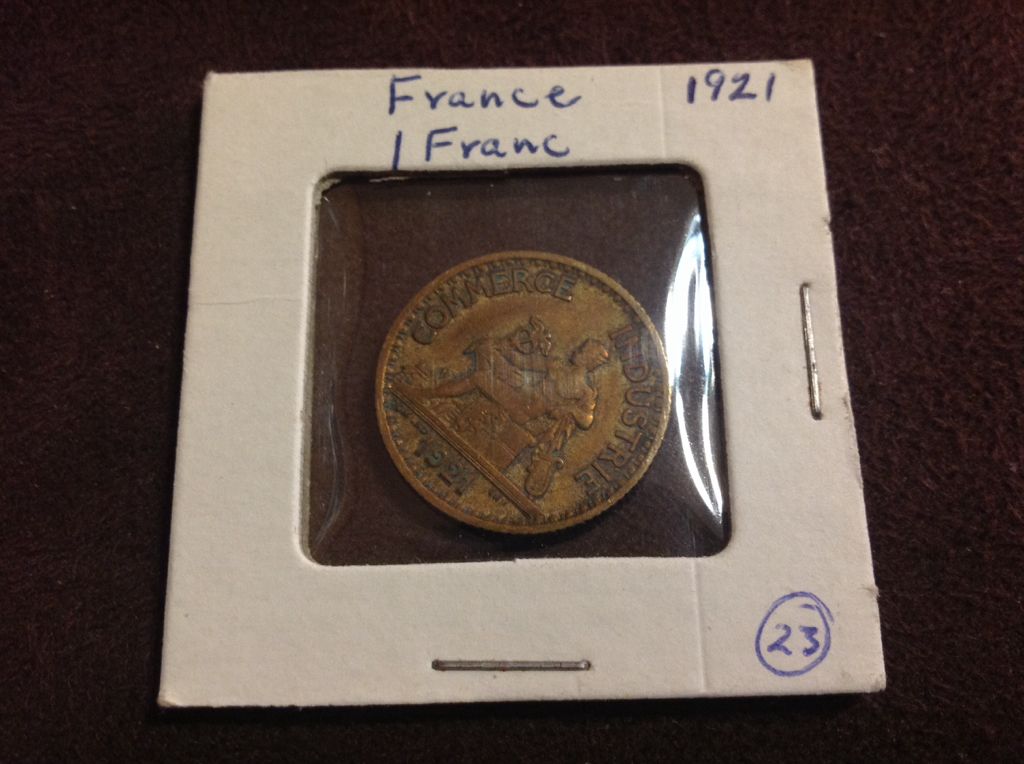 France 1921
1 Franc
COMMERCE INDUSTRIE
1921
23